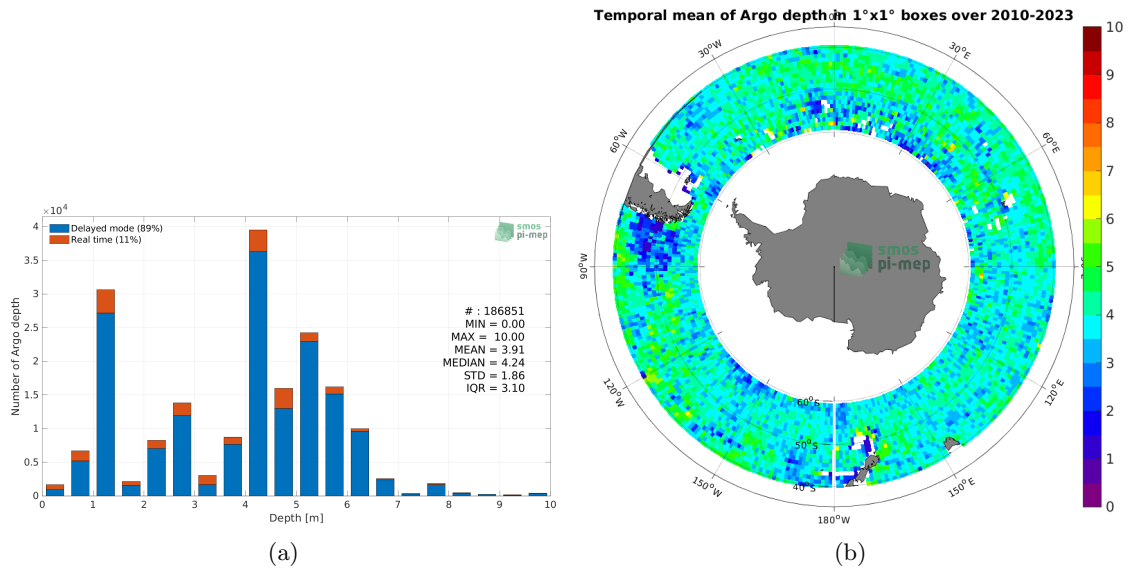 Temporal mean of Argo depth in 1°x1° boxes over 2010-2023
×10⁴
4
3.5
3
2.5
2
1.5
1
0.5
0
Number of Argo depth
Delayed mode (89%)
Real time (11%)
smos
pi-mep
# : 186851
MIN = 0.00
MAX = 10.00
MEAN = 3.91
MEDIAN = 4.24
STD = 1.86
IQR = 3.10
0 1 2 3 4 5 6 7 8 9 10
Depth [m]
(a)
30°W
30°E
60°W
60°E
90°W
120°W
120°E
150°W
150°E
180°W
60°S
50°S
40°S
smos
pi-mep
10
9
8
7
6
5
4
3
2
1
0
(b)